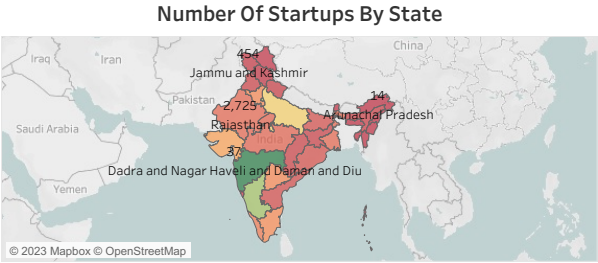 Number Of Startups By State
Iraq
Iran
China
454
Jammu and Kashmir
Pakistan
2,725
14
Arunachal Pradesh
Rajasthan
Saudi Arabia
India
37
Dadra and Nagar Haveli and Daman and Diu
Yemen
© 2023 Mapbox © OpenStreetMap